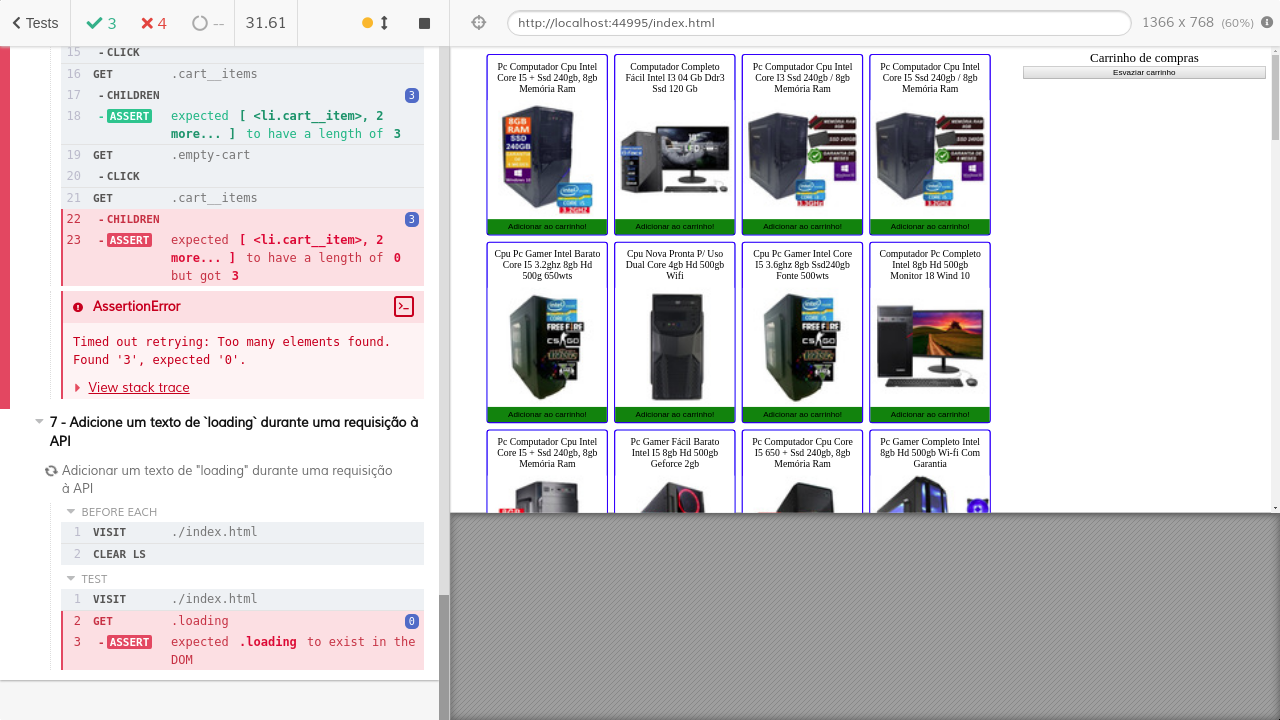 Tests
3
4
--
31.61
http://localhost:44995/index.html
1366 x 768 (60%)
15 -CLICK
16 GET .cart__items
17 -CHILDREN 3
18 -ASSERT expected [ <li.cart__item>, 2
more... ] to have a length of 3
19 GET .empty-cart
20 -CLICK
21 GET .cart__items
22 -CHILDREN 3
23 -ASSERT expected [ <li.cart__item>, 2
more... ] to have a length of 0
but got 3
AssertionError
Timed out retrying: Too many elements found.
Found '3', expected '0'.
View stack trace
7 - Adicione um texto de `loading` durante uma requisição à
API
Adicionar um texto de "loading" durante uma requisição
à API
BEFORE EACH
1 VISIT ./index.html
2 CLEAR LS
TEST
1 VISIT ./index.html
2 GET .loading 0
3 -ASSERT expected .loading to exist in the
DOM
Pc Computador Cpu Intel
Core I5 + Ssd 240gb, 8gb
Memória Ram
8GB
RAM
SSD
240GB
Adicionar ao carrinho!
Computador Completo
Fácil Intel I3 04 Gb Ddr3
Ssd 120 Gb
Adicionar ao carrinho!
Pc Computador Cpu Intel
Core I3 Ssd 240gb / 8gb
Memória Ram
Adicionar ao carrinho!
Pc Computador Cpu Intel
Core I5 Ssd 240gb / 8gb
Memória Ram
Adicionar ao carrinho!
Cpu Pc Gamer Intel Barato
Core I5 3.2ghz 8gb Hd
500g 650wts
FREE FIRE
CS:GO
Adicionar ao carrinho!
Cpu Nova Pronta P/ Uso
Dual Core 4gb Hd 500gb
Wifi
Adicionar ao carrinho!
Cpu Pc Gamer Intel Core
I5 3.6ghz 8gb Ssd240gb
Fonte 500wts
FREE FIRE
CS:GO
Adicionar ao carrinho!
Computador Pc Completo
Intel 8gb Hd 500gb
Monitor 18 Wind 10
Adicionar ao carrinho!
Pc Computador Cpu Intel
Core I5 + Ssd 240gb, 8gb
Memória Ram
Pc Gamer Fácil Barato
Intel I5 8gb Hd 500gb
Geforce 2gb
Pc Computador Cpu Core
I5 650 + Ssd 240gb, 8gb
Memória Ram
Pc Gamer Completo Intel
8gb Hd 500gb Wi-fi Com
Garantia
Carrinho de compras
Esvaziar carrinho